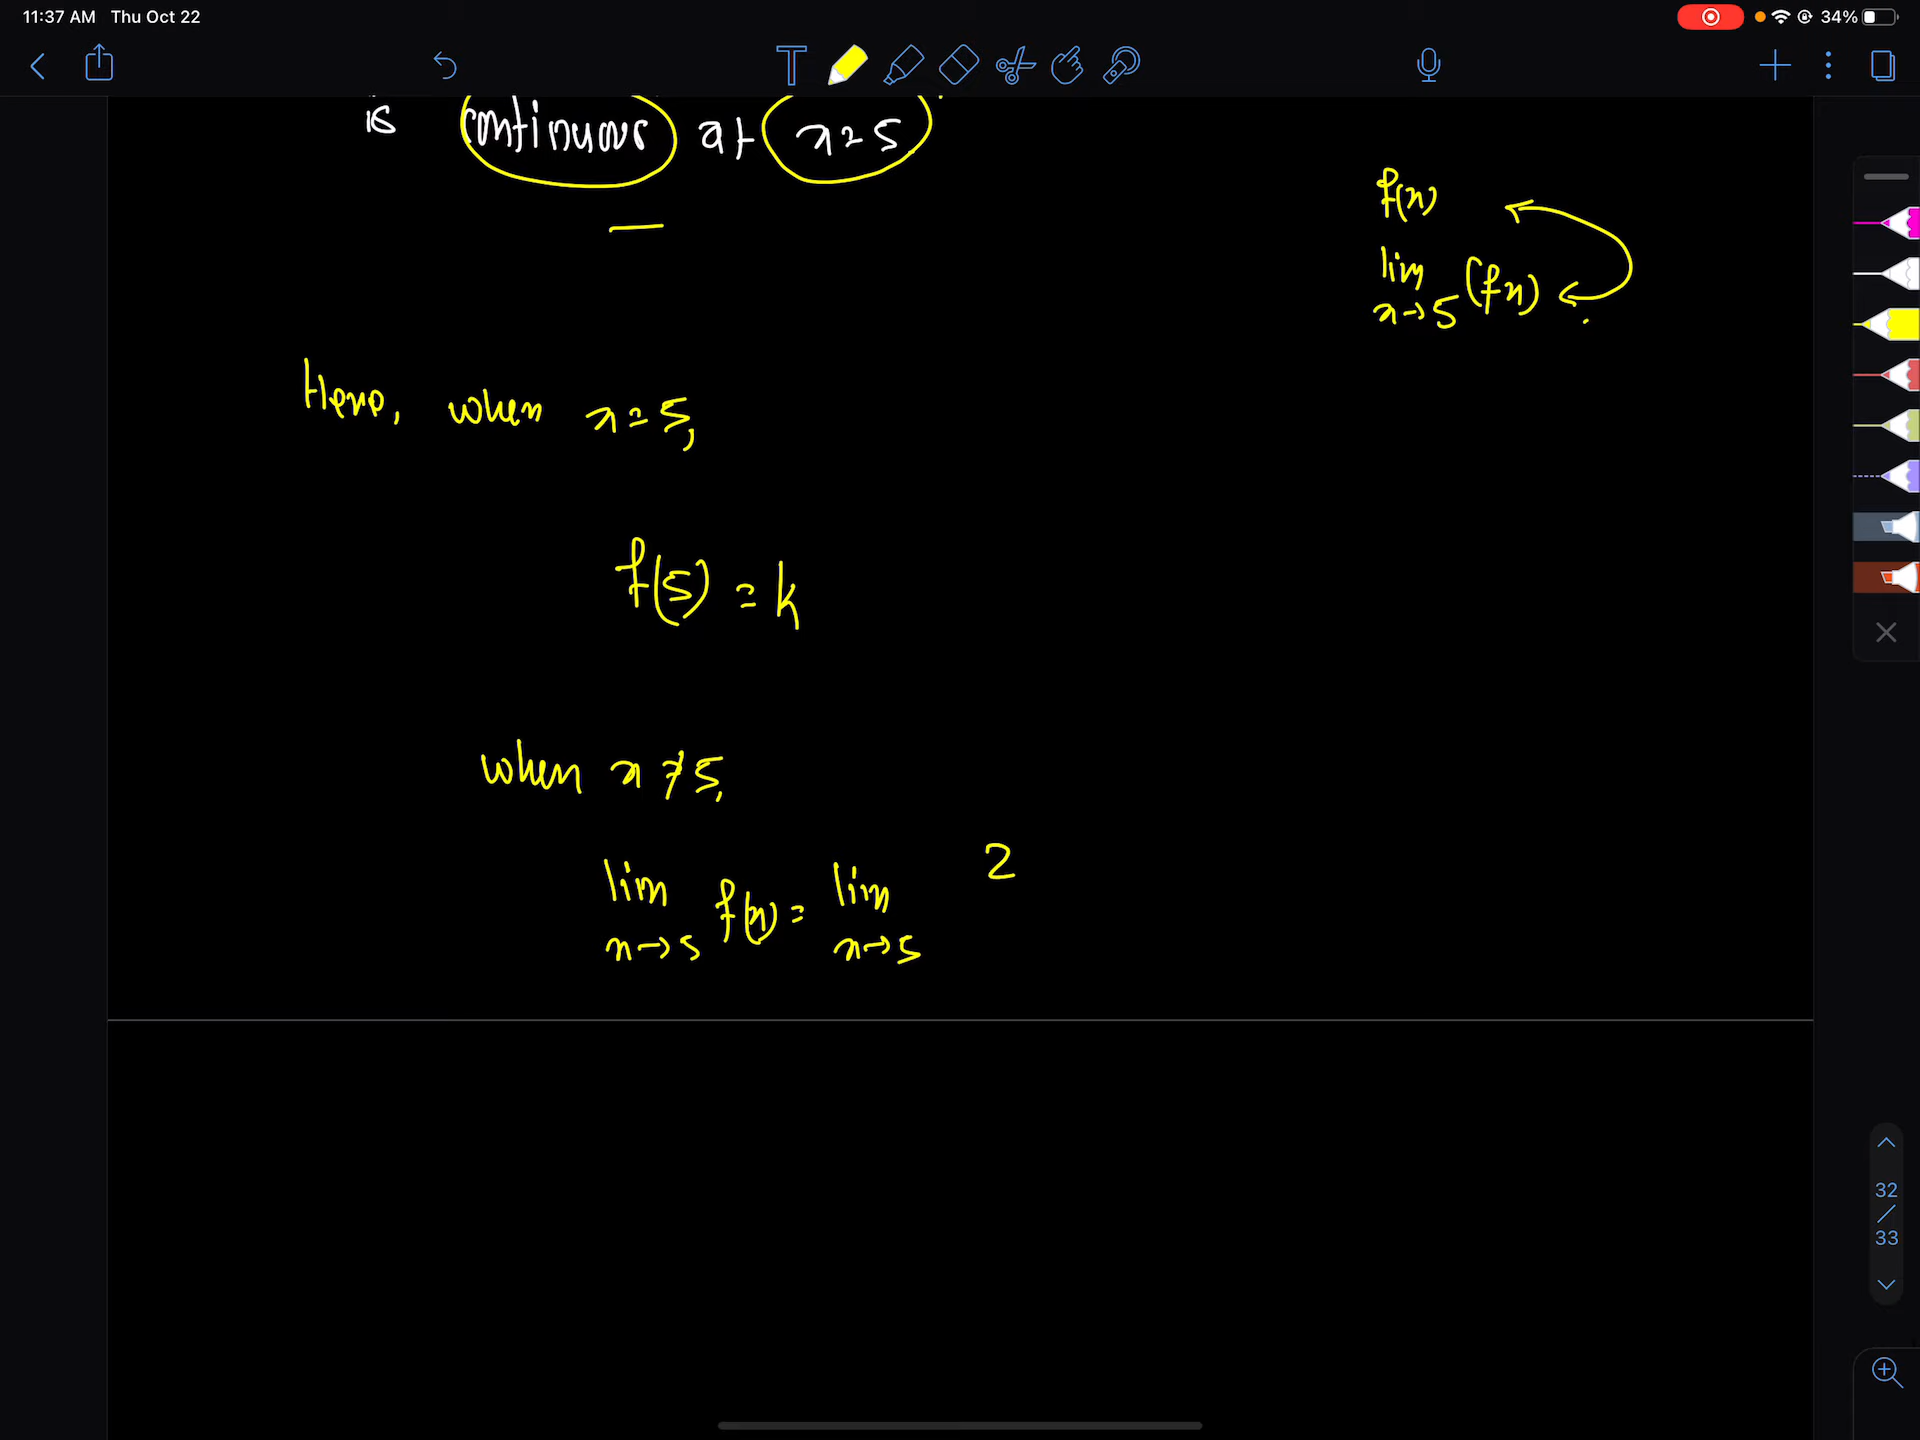 11:37 AM Thu Oct 22
34%
is continuous at x = 5
f(x)
lim (fx)
x→5
Here, when x = 5,
f(5) = k
when x ≠ 5,
lim f(x) = lim 2
x→5 x→5
32
/
33